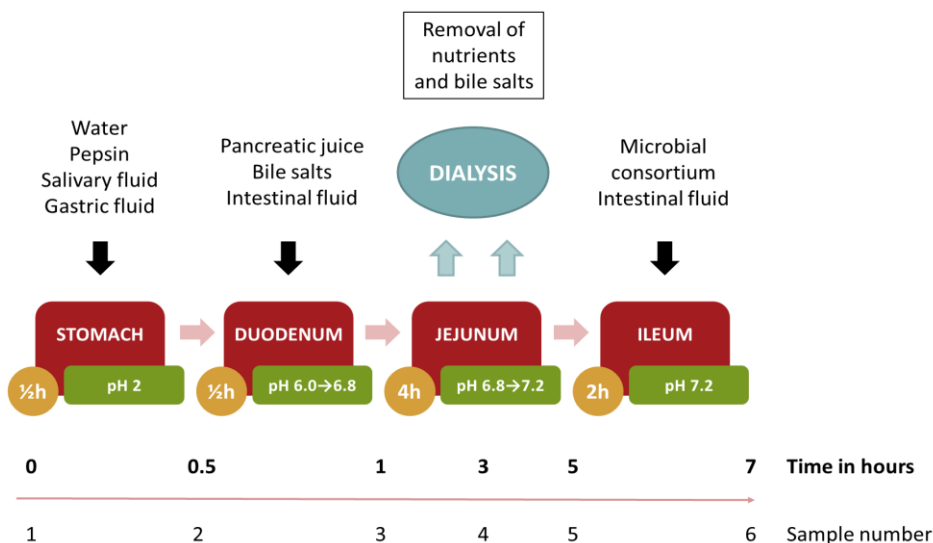 Removal of
nutrients
and bile salts
Water
Pepsin
Salivary fluid
Gastric fluid
Pancreatic juice
Bile salts
Intestinal fluid
DIALYSIS
Microbial
consortium
Intestinal fluid
STOMACH
DUODENUM
JEJUNUM
ILEUM
½h
pH 2
½h
pH 6.0→6.8
4h
pH 6.8→7.2
2h
pH 7.2
0 0.5 1 3 5 7 Time in hours
1 2 3 4 5 6 Sample number